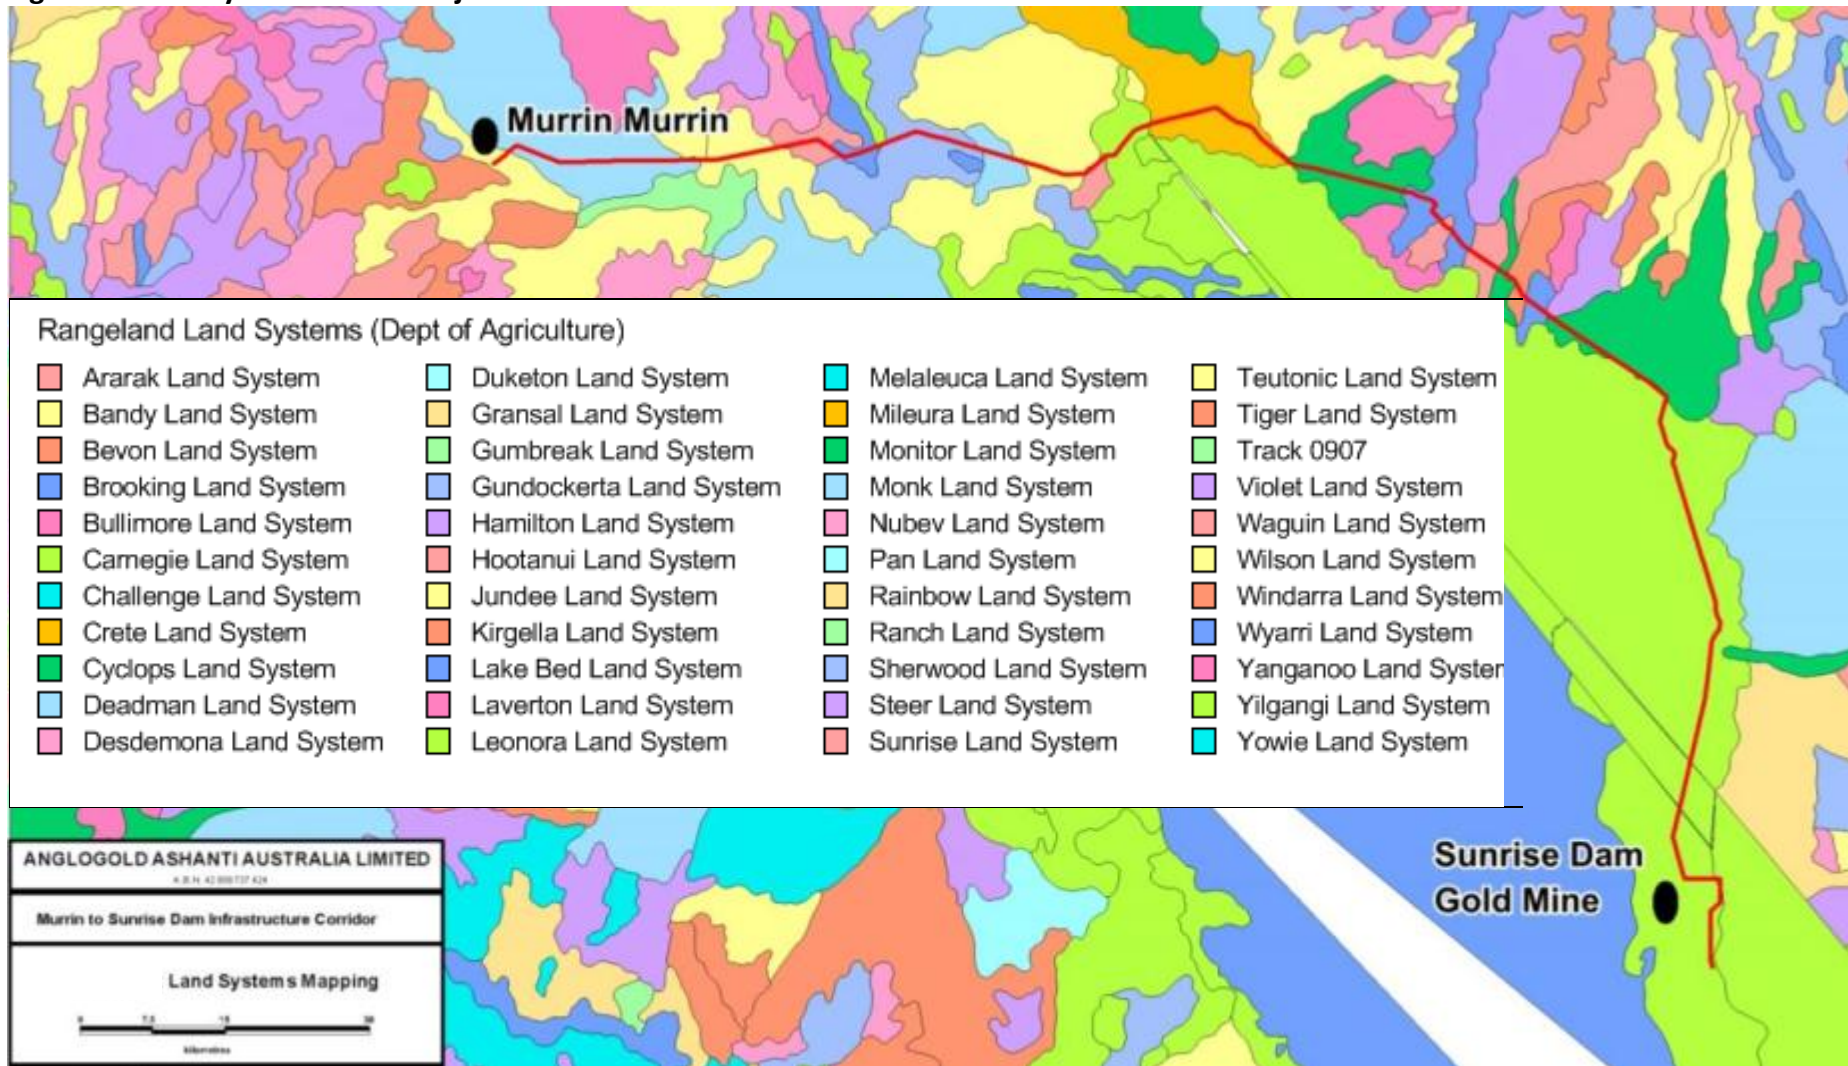 Murrin Murrin
Rangeland Land Systems (Dept of Agriculture)
Ararak Land System
Bandy Land System
Bevon Land System
Brooking Land System
Bullimore Land System
Carnegie Land System
Challenge Land System
Crete Land System
Cyclops Land System
Deadman Land System
Desdemona Land System
Duketon Land System
Gransal Land System
Gumbreak Land System
Gundockerta Land System
Hamilton Land System
Hootanui Land System
Jundee Land System
Kirgella Land System
Lake Bed Land System
Laverton Land System
Leonora Land System
Melaleuca Land System
Mileura Land System
Monitor Land System
Monk Land System
Nubev Land System
Pan Land System
Rainbow Land System
Ranch Land System
Sherwood Land System
Steer Land System
Sunrise Land System
Teutonic Land System
Tiger Land System
Track 0907
Violet Land System
Waguin Land System
Wilson Land System
Windarra Land System
Wyarri Land System
Yanganoo Land System
Yilgangi Land System
Yowie Land System
Sunrise Dam
Gold Mine
ANGLOGOLD ASHANTI AUSTRALIA LIMITED
Murrin to Sunrise Dam Infrastructure Corridor
Land Systems Mapping
kilometres